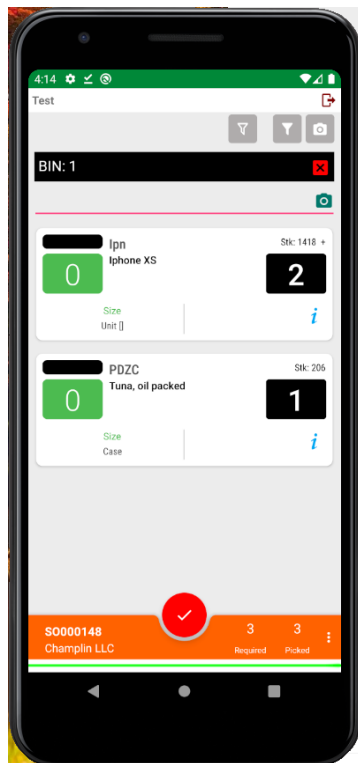 4:14
Test
BIN: 1
Ipn
Stk: 1418 +
0
Iphone XS
2
Size
Unit []
i
PDZC
Stk: 206
0
Tuna, oil packed
1
Size
Case
i
SO000148
3
3
Champlin LLC
Required
Picked